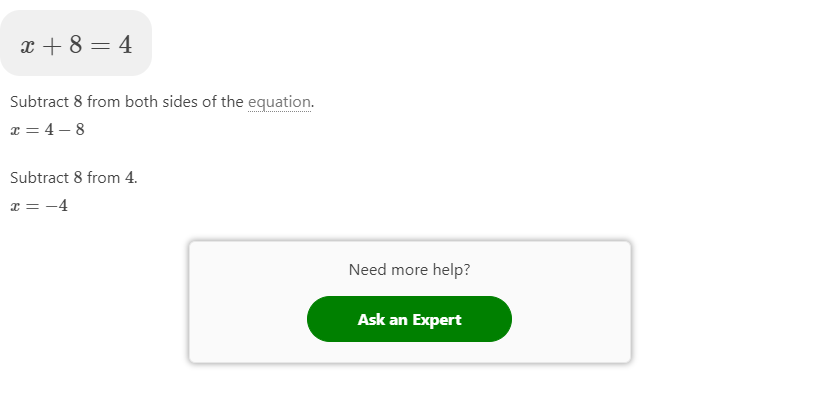 x + 8 = 4
Subtract 8 from both sides of the equation.
x = 4 − 8
Subtract 8 from 4.
x = −4
Need more help?
Ask an Expert